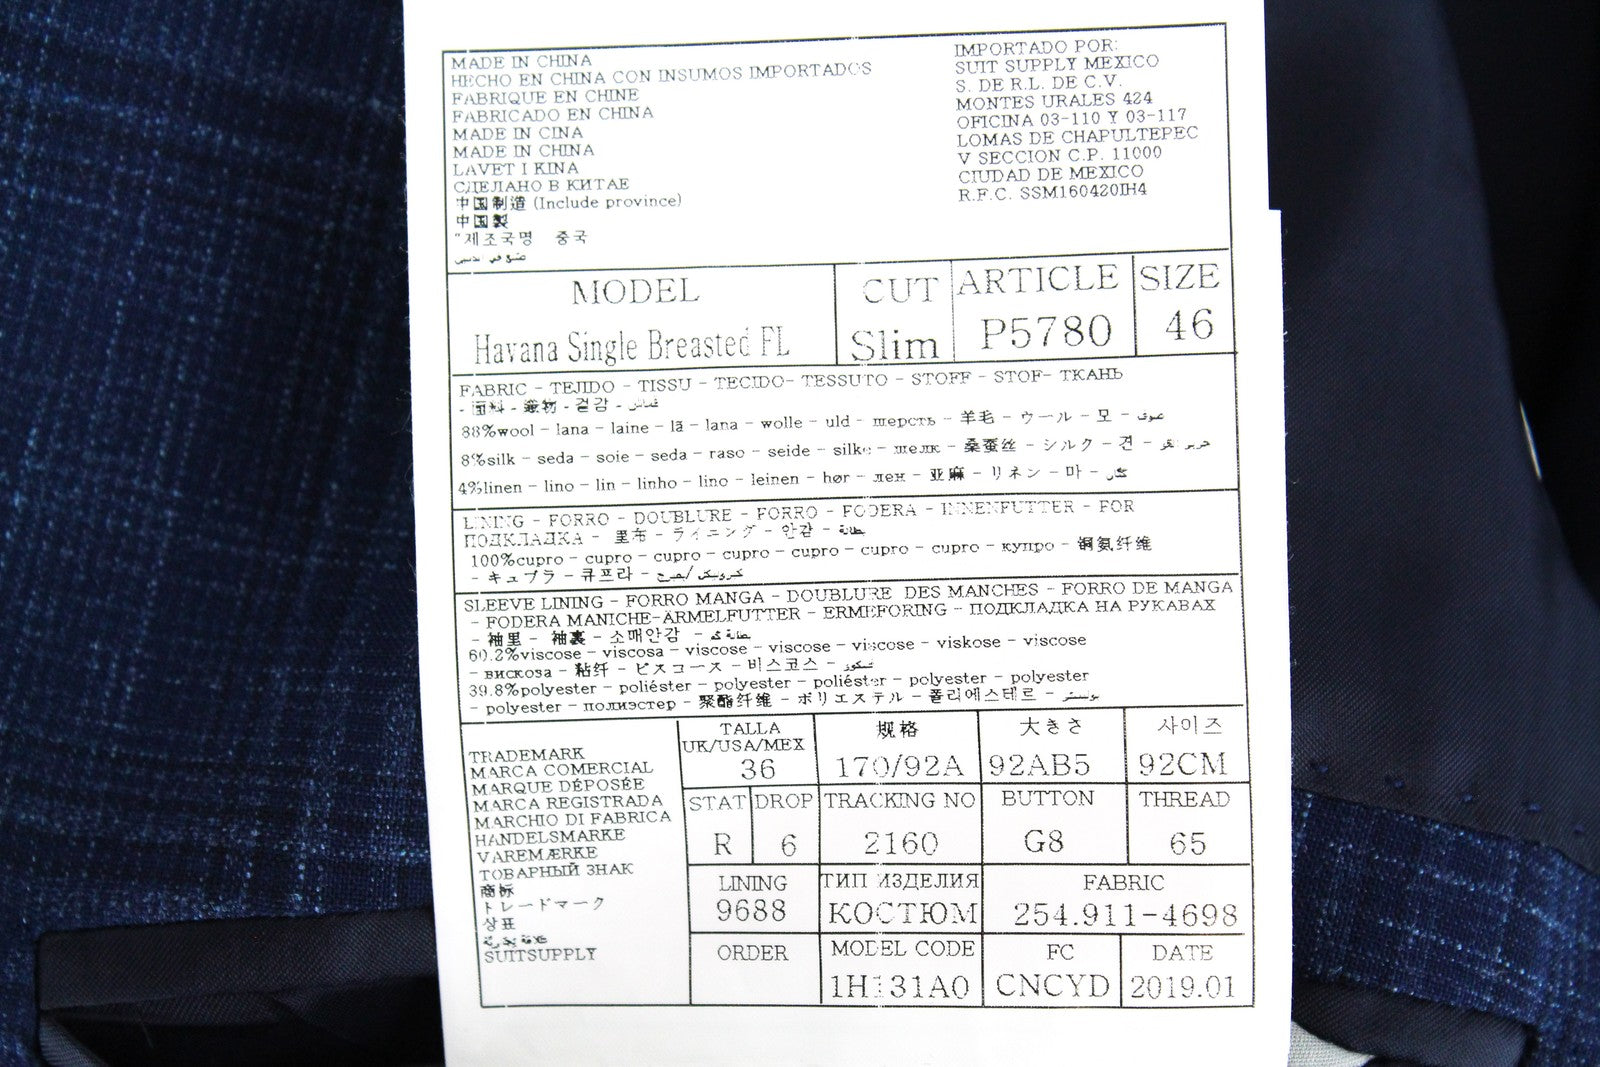 MADE IN CHINA
HECHO EN CHINA CON INSUMOS IMPORTADOS
FABRIQUE EN CHINE
FABRICADO EN CHINA
MADE IN CINA
MADE IN CHINA
LAVET I KINA
СДЕЛАНО В КИТАЕ
中国制造 (Include province)
中国製
"제조국명 중국
IMPORTADO POR:
SUIT SUPPLY MEXICO
S. DE R.L. DE C.V.
MONTES URALES 424
OFICINA 03-110 Y 03-117
LOMAS DE CHAPULTEPEC
V SECCION C.P. 11000
CIUDAD DE MEXICO
R.F.C. SSM160420IH4
MODEL
Havana Single Breasted FL
CUT
Slim
ARTICLE
P5780
SIZE
46
FABRIC - TEJIDO - TISSU - TECIDO- TESSUTO - STOFF - STOF- ТКАНЬ
- 面料 - 織物 - 겉감 - قماش
88%wool - lana - laine - lã - lana - wolle - uld - шерсть - 羊毛 - ウール - 모 - صوف
8%silk - seda - soie - seda - raso - seide - silke - шелк - 桑蚕丝 - シルク - 견 -
4%linen - lino - lin - linho - lino - leinen - hør - лен - 亚麻 - リネン - 마 -
LINING - FORRO - DOUBLURE - FORRO - FODERA - INNENFUTTER - FOR
ПОДКЛАДКА - 里布 - ライニング - 안감 - بطانة
100%cupro - cupro - cupro - cupro - cupro - cupro - cupro - купро - 铜氨纤维
- キュプラ - 큐프라 -
SLEEVE LINING - FORRO MANGA - DOUBLURE DES MANCHES - FORRO DE MANGA
- FODERA MANICHE-ÄRMELFUTTER - ERMEFORING - ПОДКЛАДКА НА РУКАВАХ
- 袖里 - 袖裏 - 소매안감 -
60.2%viscose - viscosa - viscose - viscose - viscose - viskose - viscose
- вискоза - 粘纤 - ビスコース - 비스코스 -
39.8%polyester - poliéster - polyester - poliéster - polyester - polyester
- polyester - полиэстер - 聚酯纤维 - ポリエステル - 폴리에스테르 -
TRADEMARK
MARCA COMERCIAL
MARQUE DÉPOSÉE
MARCA REGISTRADA
MARCHIO DI FABRICA
HANDELSMARKE
VAREMÆRKE
ТОВАРНЫЙ ЗНАК
商标
トレードマーク
상표
SUITSUPPLY
TALLA
UK/USA/MEX
36
规格
170/92A
大きさ
92AB5
사이즈
92CM
STAT
R
DROP
6
TRACKING NO
2160
BUTTON
G8
THREAD
65
LINING
9688
ТИП ИЗДЕЛИЯ
КОСТЮМ
FABRIC
254.911-4698
ORDER
MODEL CODE
1H131A0
FC
CNCYD
DATE
2019.01